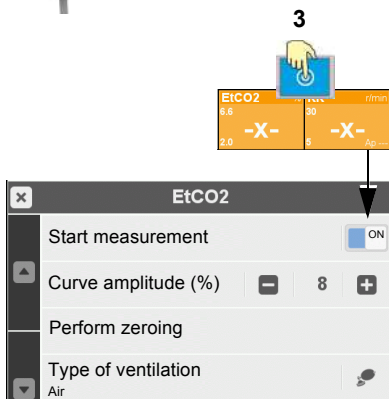 3
EtCO2 r/min
6.6 30
-X- -X-
2.0 5 Ap ---
EtCO2
Start measurement ON
Curve amplitude (%) 8
Perform zeroing
Type of ventilation
Air